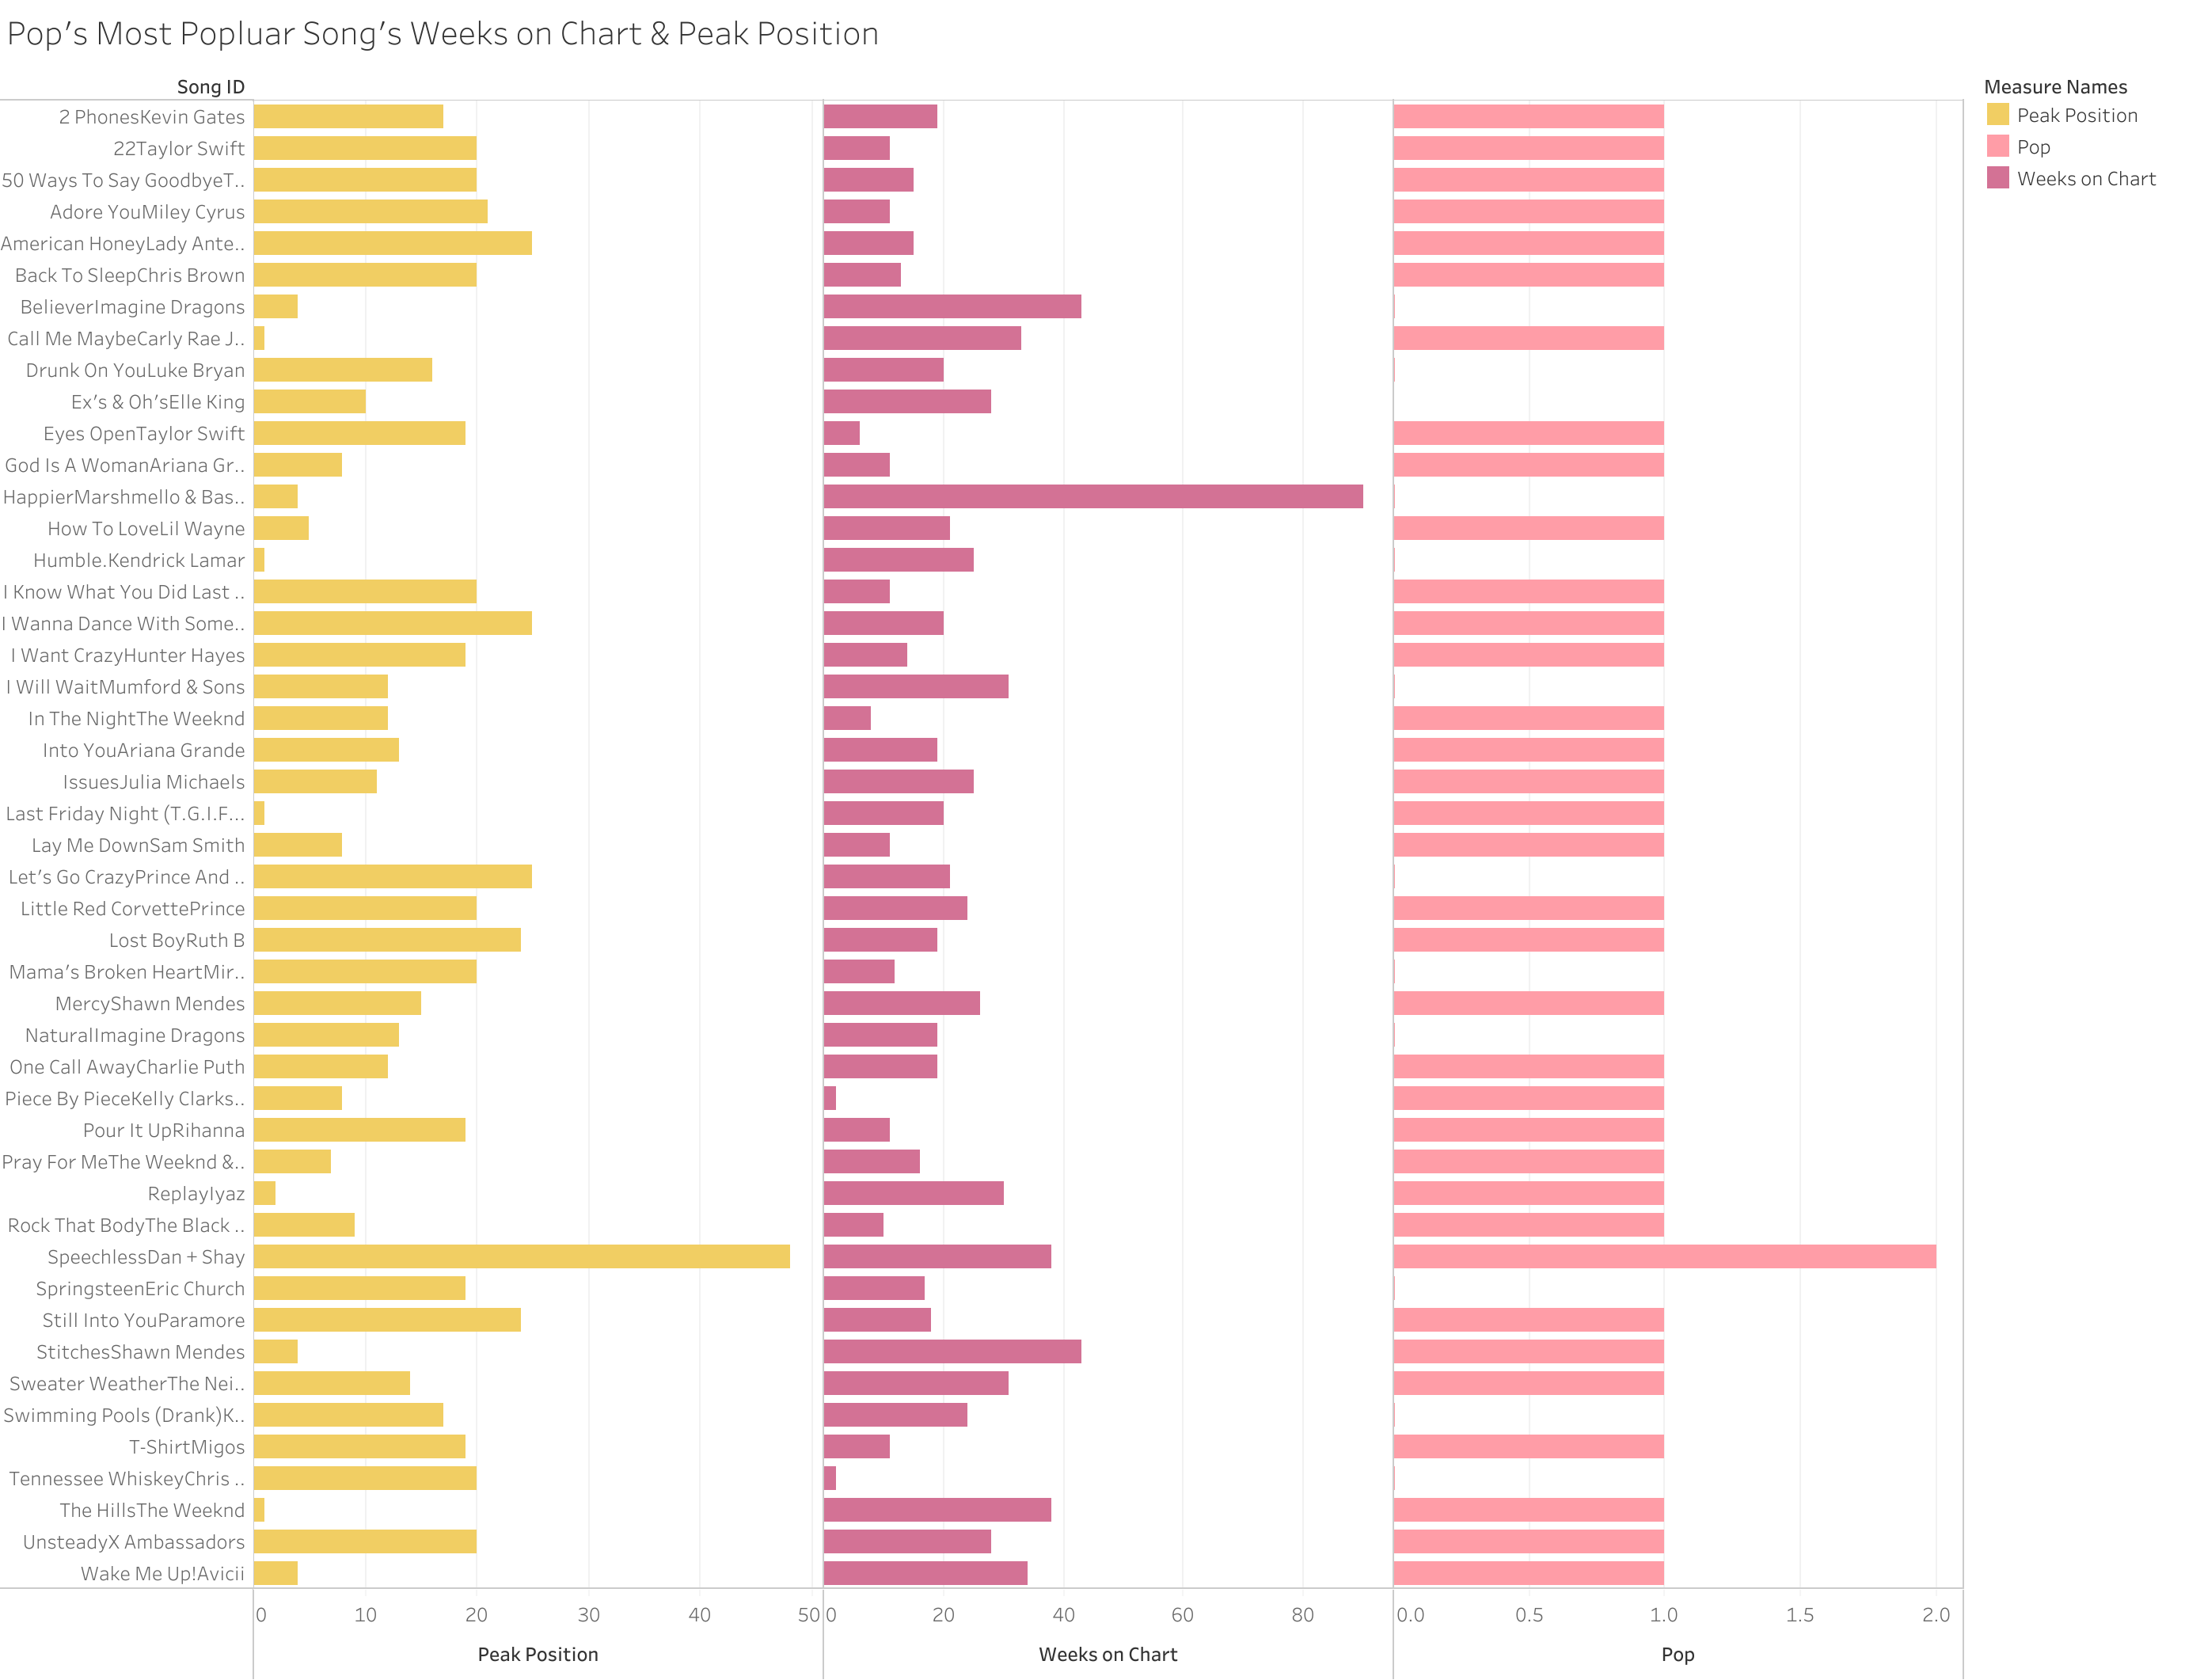 Pop's Most Popluar Song's Weeks on Chart & Peak Position
Song ID
Measure Names
Peak Position
Pop
Weeks on Chart
2 PhonesKevin Gates
22Taylor Swift
50 Ways To Say GoodbyeT..
Adore YouMiley Cyrus
American HoneyLady Ante..
Back To SleepChris Brown
BelieverImagine Dragons
Call Me MaybeCarly Rae J..
Drunk On YouLuke Bryan
Ex's & Oh'sElle King
Eyes OpenTaylor Swift
God Is A WomanAriana Gr..
HappierMarshmello & Bas..
How To LoveLil Wayne
Humble.Kendrick Lamar
I Know What You Did Last ..
I Wanna Dance With Some..
I Want CrazyHunter Hayes
I Will WaitMumford & Sons
In The NightThe Weeknd
Into YouAriana Grande
IssuesJulia Michaels
Last Friday Night (T.G.I.F...
Lay Me DownSam Smith
Let's Go CrazyPrince And ..
Little Red CorvettePrince
Lost BoyRuth B
Mama's Broken HeartMir..
MercyShawn Mendes
NaturalImagine Dragons
One Call AwayCharlie Puth
Piece By PieceKelly Clarks..
Pour It UpRihanna
Pray For MeThe Weeknd &..
ReplayIyaz
Rock That BodyThe Black ..
SpeechlessDan + Shay
SpringsteenEric Church
Still Into YouParamore
StitchesShawn Mendes
Sweater WeatherThe Nei..
Swimming Pools (Drank)K..
T-ShirtMigos
Tennessee WhiskeyChris ..
The HillsThe Weeknd
UnsteadyX Ambassadors
Wake Me Up!Avicii
0 10 20 30 40 50 0 20 40 60 80 0.0 0.5 1.0 1.5 2.0
Peak Position Weeks on Chart Pop